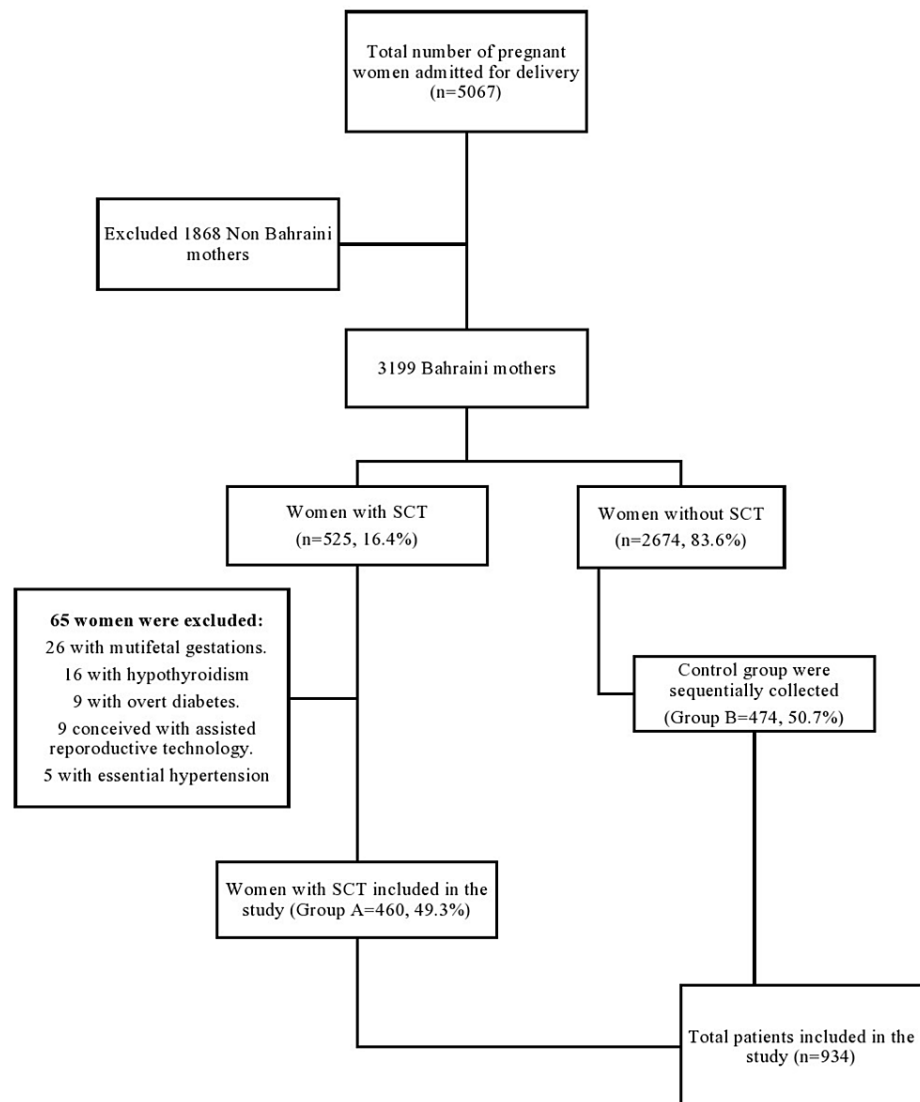 Total number of pregnant
women admitted for delivery
(n=5067)
Excluded 1868 Non Bahraini
mothers
3199 Bahraini mothers
Women with SCT
(n=525, 16.4%)
Women without SCT
(n=2674, 83.6%)
65 women were excluded:
26 with mutifetal gestations.
16 with hypothyroidism
9 with overt diabetes.
9 conceived with assisted
reporoductive technology.
5 with essential hypertension
Control group were
sequentially collected
(Group B=474, 50.7%)
Women with SCT included in the
study (Group A=460, 49.3%)
Total patients included in the
study (n=934)